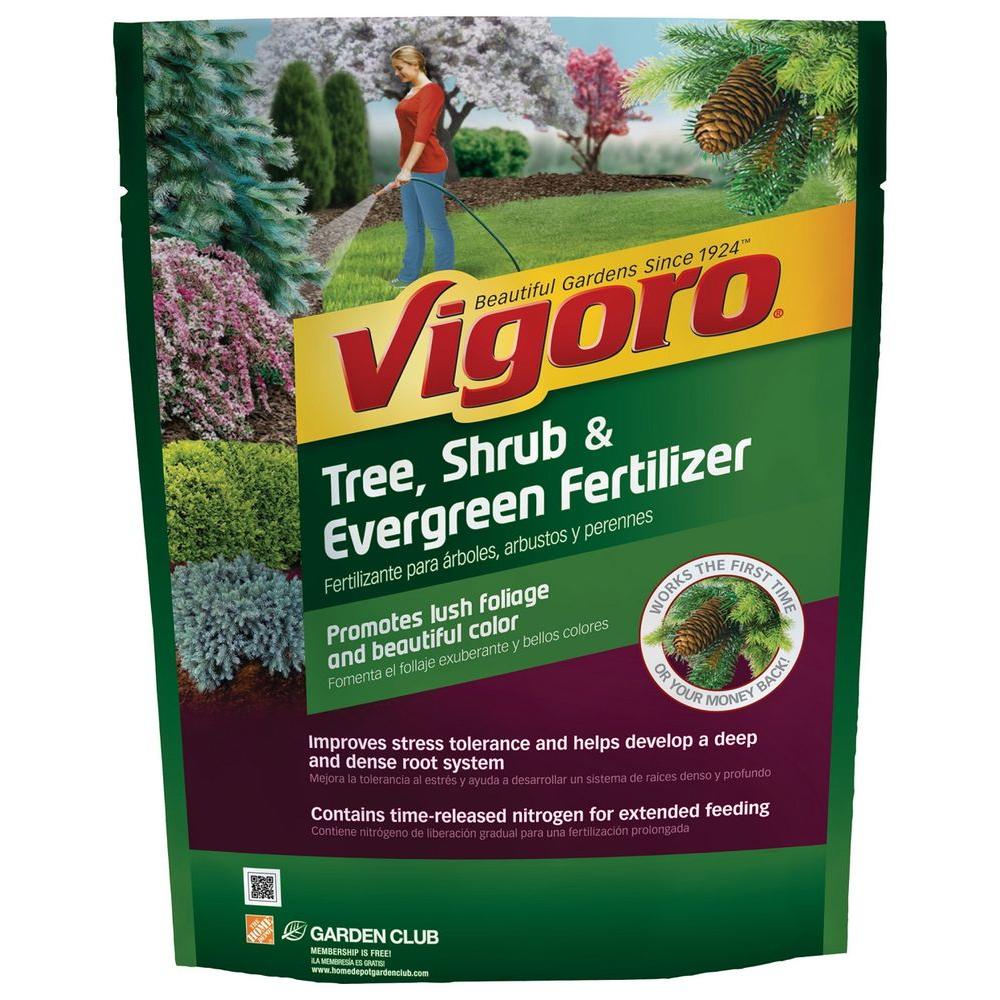 Beautiful Gardens Since 1924™
Vigoro®
Tree, Shrub &
Evergreen Fertilizer
Fertilizante para árboles, arbustos y perennes
Promotes lush foliage
and beautiful color
Fomenta el follaje exuberante y bellos colores
WORKS THE FIRST TIME
OR YOUR MONEY BACK!
Improves stress tolerance and helps develop a deep
and dense root system
Mejora la tolerancia al estrés y ayuda a desarrollar un sistema de raíces denso y profundo
Contains time-released nitrogen for extended feeding
Contiene nitrógeno de liberación gradual para una fertilización prolongada
THE
HOME
DEPOT
GARDEN CLUB
MEMBERSHIP IS FREE!
¡LA MEMBRESÍA ES GRATIS!
www.homedepotgardenclub.com